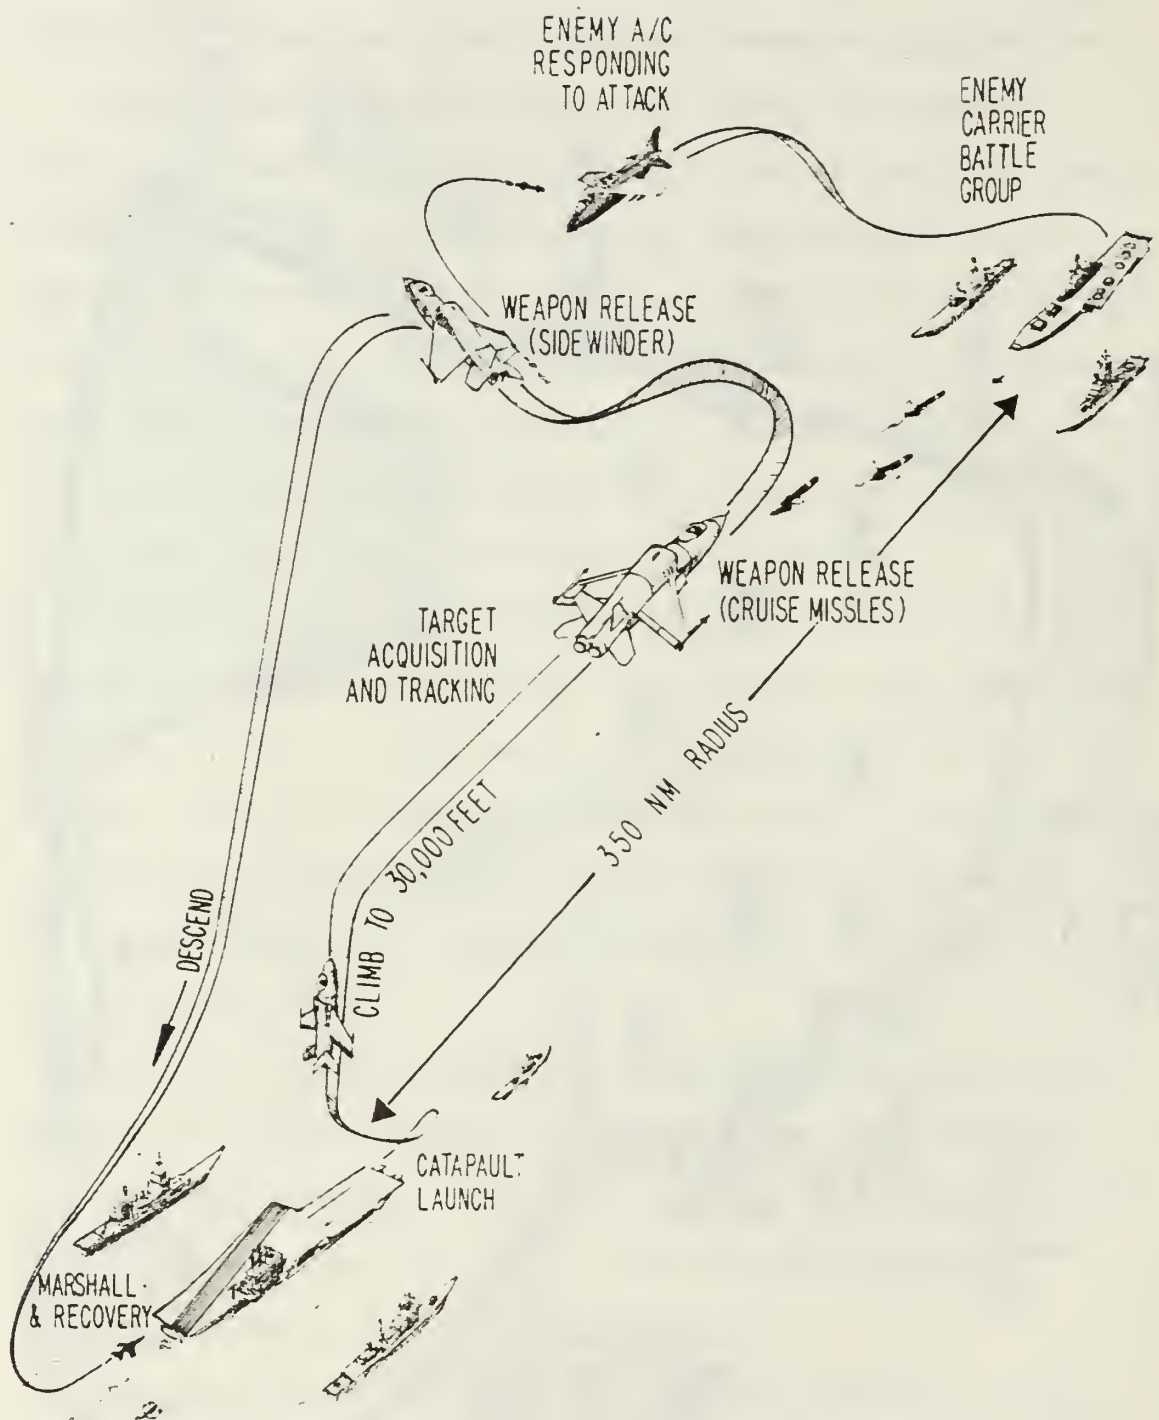 ENEMY A/C
RESPONDING
TO ATTACK
ENEMY
CARRIER
BATTLE
GROUP
WEAPON RELEASE
(SIDEWINDER)
WEAPON RELEASE
(CRUISE MISSLES)
TARGET
ACQUISITION
AND TRACKING
350 NM RADIUS
CLIMB TO 30,000 FEET
DESCEND
CATAPAULT
LAUNCH
MARSHALL
& RECOVERY